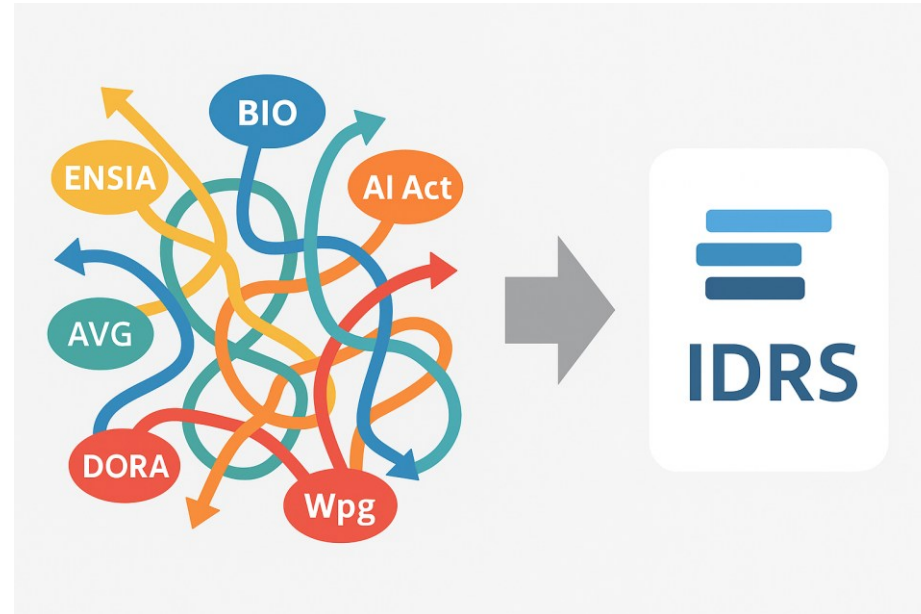 BIO
ENSIA
AI Act
AVG
DORA
Wpg
IDRS